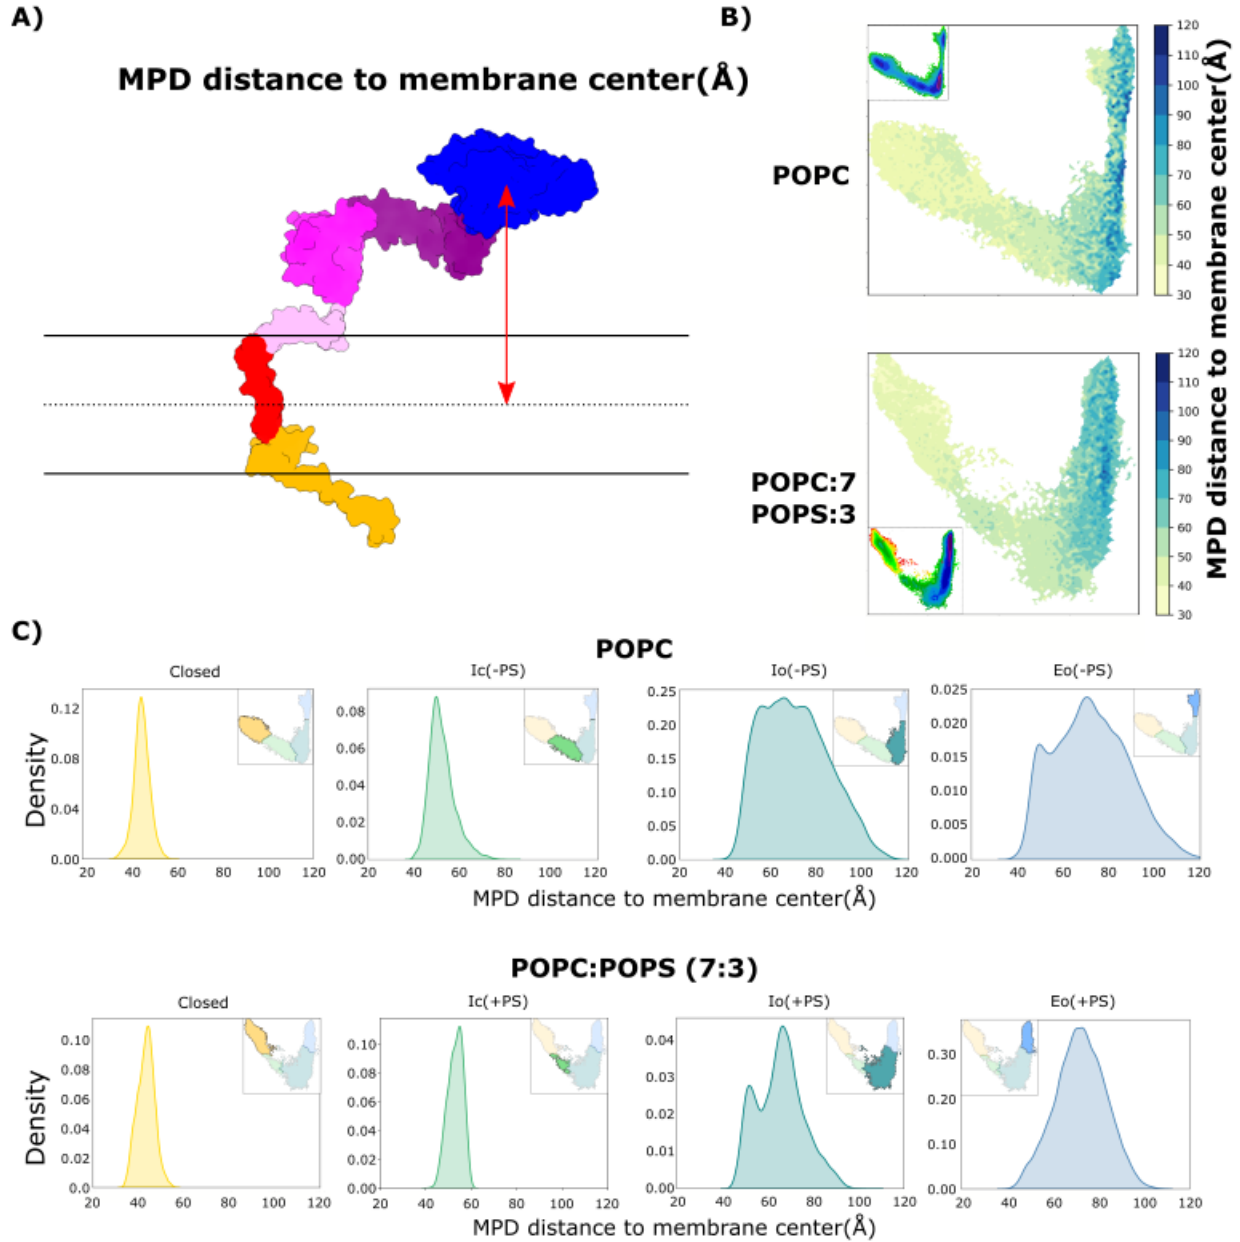 A)
MPD distance to membrane center(Å)
B)
POPC
120
110
100
90
80
70
60
50
40
30
POPC:7
POPS:3
120
110
100
90
80
70
60
50
40
30
MPD distance to membrane center(Å)
C)
POPC
Closed
Ic(-PS)
Io(-PS)
Eo(-PS)
Density
0.12
0.08
0.04
0.00
20 40 60 80 100 120
0.08
0.06
0.04
0.02
0.00
20 40 60 80 100 120
0.25
0.20
0.15
0.10
0.05
0.00
20 40 60 80 100 120
0.025
0.020
0.015
0.010
0.005
0.000
20 40 60 80 100 120
MPD distance to membrane center(Å)
POPC:POPS (7:3)
Closed
Ic(+PS)
Io(+PS)
Eo(+PS)
Density
0.10
0.08
0.06
0.04
0.02
0.0
20 40 60 80 100 120
0.10
0.08
0.06
0.04
0.02
0.00
20 40 60 80 100 120
0.04
0.03
0.02
0.01
0.00
20 40 60 80 100 120
0.30
0.20
0.10
0.00
20 40 60 80 100 120
MPD distance to membrane center(Å)